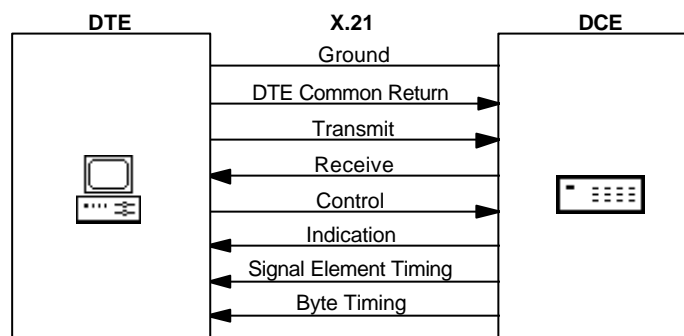 DTE X.21 DCE
Ground
DTE Common Return
Transmit
Receive
Control
Indication
Signal Element Timing
Byte Timing